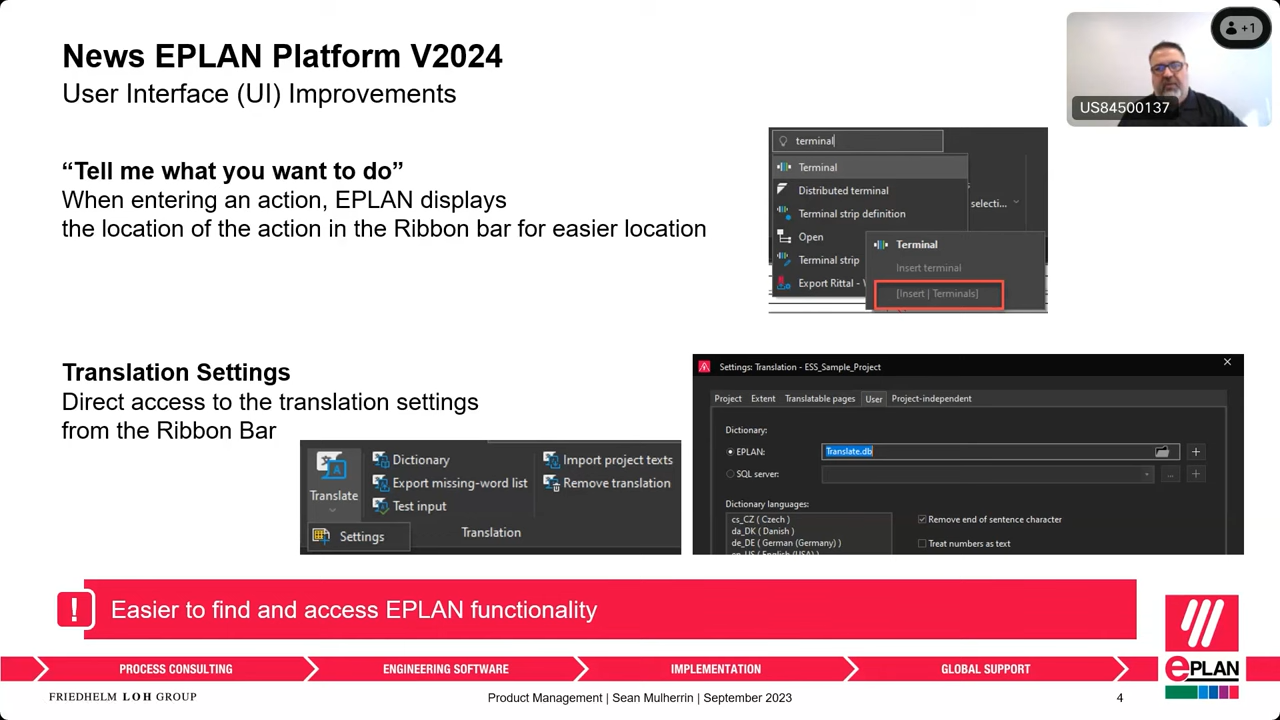 News EPLAN Platform V2024
User Interface (UI) Improvements
+1
US84500137
“Tell me what you want to do”
When entering an action, EPLAN displays
the location of the action in the Ribbon bar for easier location
terminal
Terminal
Distributed terminal
Terminal strip definition
Open
Terminal strip
Export Rittal -
selecti...
Terminal
Insert terminal
[Insert | Terminals]
Translation Settings
Direct access to the translation settings
from the Ribbon Bar
Translate
Settings
Dictionary
Export missing-word list
Test input
Import project texts
Remove translation
Translation
Settings: Translation - ESS_Sample_Project
Project Extent Translatable pages User Project-independent
Dictionary:
EPLAN: Translate.db
SQL server:
...
Dictionary languages:
cs_CZ ( Czech )
da_DK ( Danish )
de_DE ( German (Germany) )
en_US ( English (USA) )
Remove end of sentence character
Treat numbers as text
! Easier to find and access EPLAN functionality
PROCESS CONSULTING ENGINEERING SOFTWARE IMPLEMENTATION GLOBAL SUPPORT
ePLAN
FRIEDHELM LOH GROUP
Product Management | Sean Mulherrin | September 2023
4